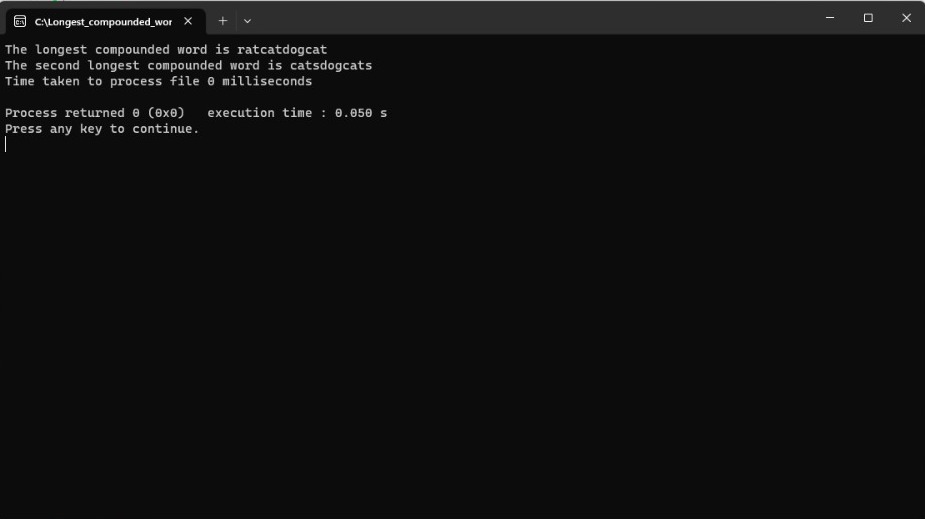 C:\Longest_compounded_wor
The longest compounded word is ratcatdogcat
The second longest compounded word is catsdogcats
Time taken to process file 0 milliseconds
Process returned 0 (0x0)   execution time : 0.050 s
Press any key to continue.